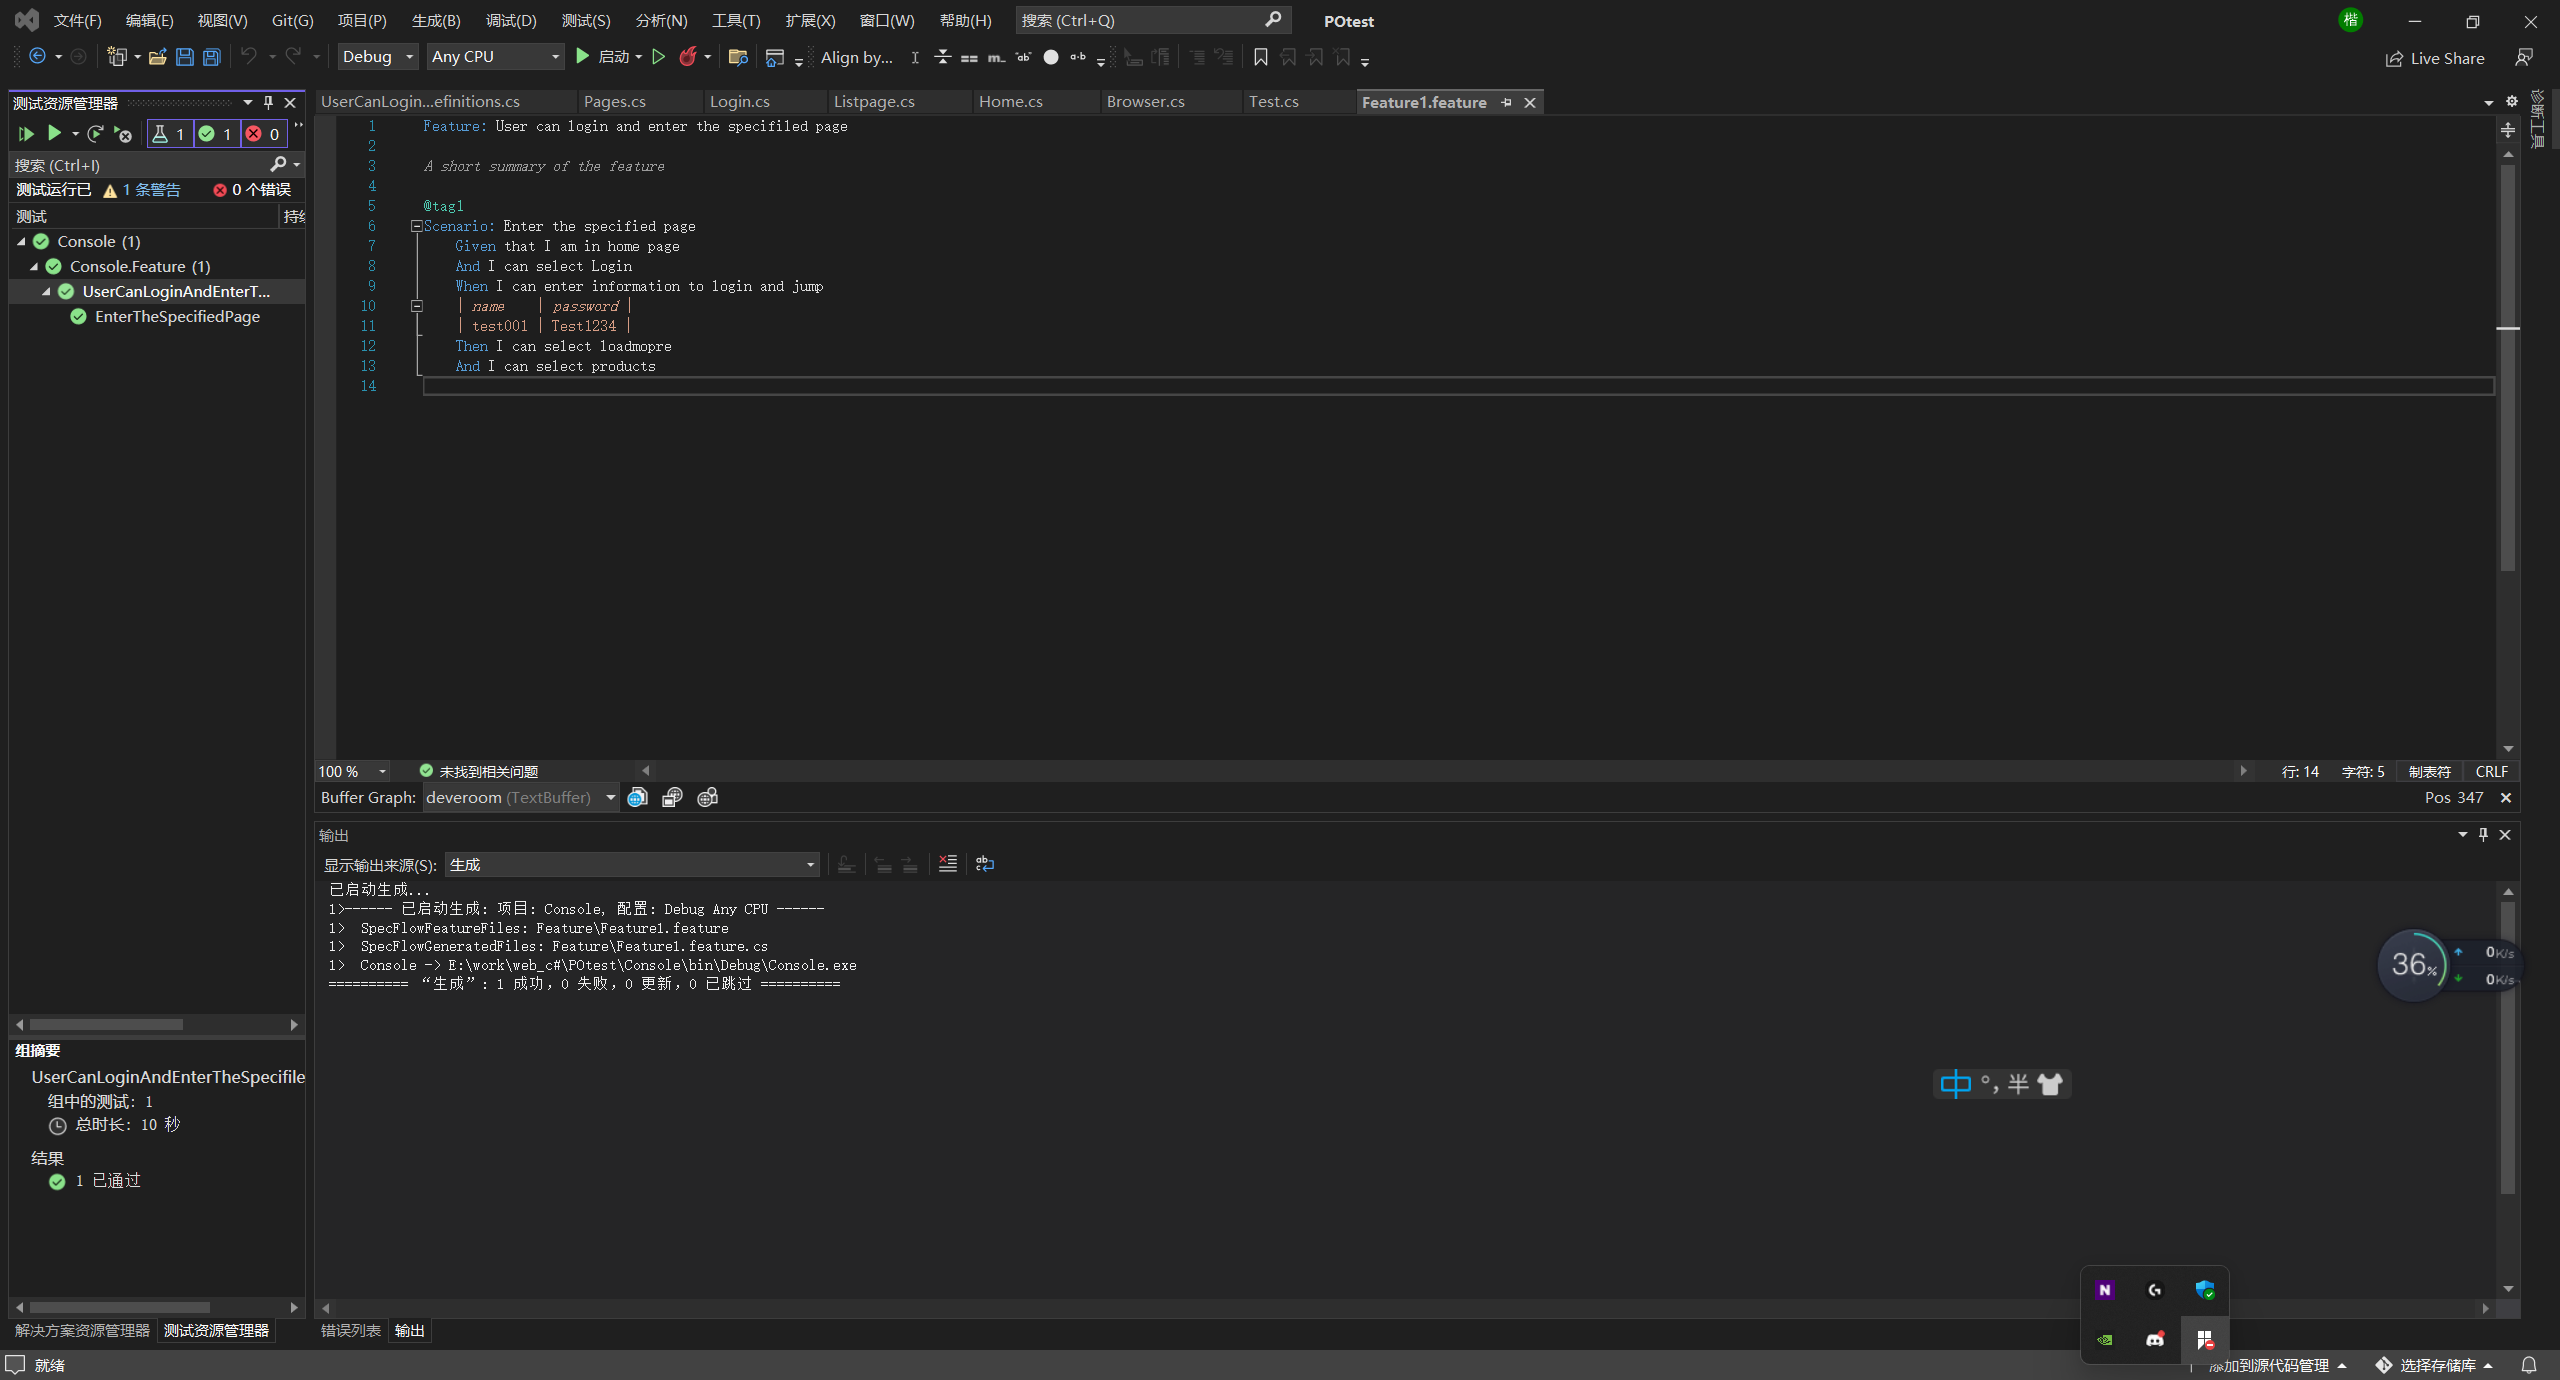 文件(F) 编辑(E) 视图(V) Git(G) 项目(P) 生成(B) 调试(D) 测试(S) 分析(N) 工具(T) 扩展(X) 窗口(W) 帮助(H) 搜索 (Ctrl+Q) POtest 楷
Debug Any CPU 启动 Align by... Live Share
测试资源管理器
1 1 0
搜索 (Ctrl+I)
测试运行已 1 条警告 0 个错误
测试 持续
Console (1)
Console.Feature (1)
UserCanLoginAndEnterT...
EnterTheSpecifiedPage
组摘要
UserCanLoginAndEnterTheSpecifile
组中的测试: 1
总时长: 10 秒
结果
1 已通过
解决方案资源管理器 测试资源管理器
UserCanLogin...efinitions.cs Pages.cs Login.cs Listpage.cs Home.cs Browser.cs Test.cs Feature1.feature
诊断工具
1 Feature: User can login and enter the specifiled page
2
3 A short summary of the feature
4
5 @tag1
6 Scenario: Enter the specified page
7 Given that I am in home page
8 And I can select Login
9 When I can enter information to login and jump
10 | name | password |
11 | test001 | Test1234 |
12 Then I can select loadmopre
13 And I can select products
14
100 % 未找到相关问题 行: 14 字符: 5 制表符 CRLF
Buffer Graph: deveroom (TextBuffer) Pos 347
输出
显示输出来源(S): 生成
已启动生成...
1>------ 已启动生成: 项目: Console, 配置: Debug Any CPU ------
1> SpecFlowFeatureFiles: Feature\Feature1.feature
1> SpecFlowGeneratedFiles: Feature\Feature1.feature.cs
1> Console -> E:\work\web_c#\POtest\Console\bin\Debug\Console.exe
========== “生成”: 1 成功，0 失败，0 更新，0 已跳过 ==========
36% 0K/s
0K/s
中 °, 半
错误列表 输出
就绪 添加到源代码管理 选择存储库